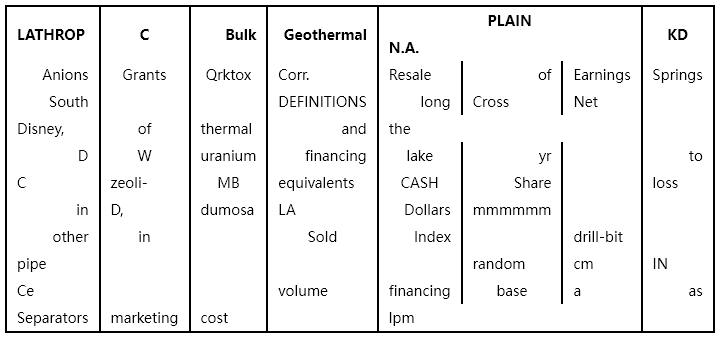 LATHROP C Bulk Geothermal PLAIN N.A. KD
Anions Grants Qrktox Corr. Resale of Earnings Springs
South DEFINITIONS long Cross Net
Disney, of thermal and the
D W uranium financing lake yr to
C zeoli- MB equivalents CASH Share loss
in D, dumosa LA Dollars mmmmmm
other in Sold Index drill-bit
pipe random cm IN
Ce volume financing base a as
Separators marketing cost lpm